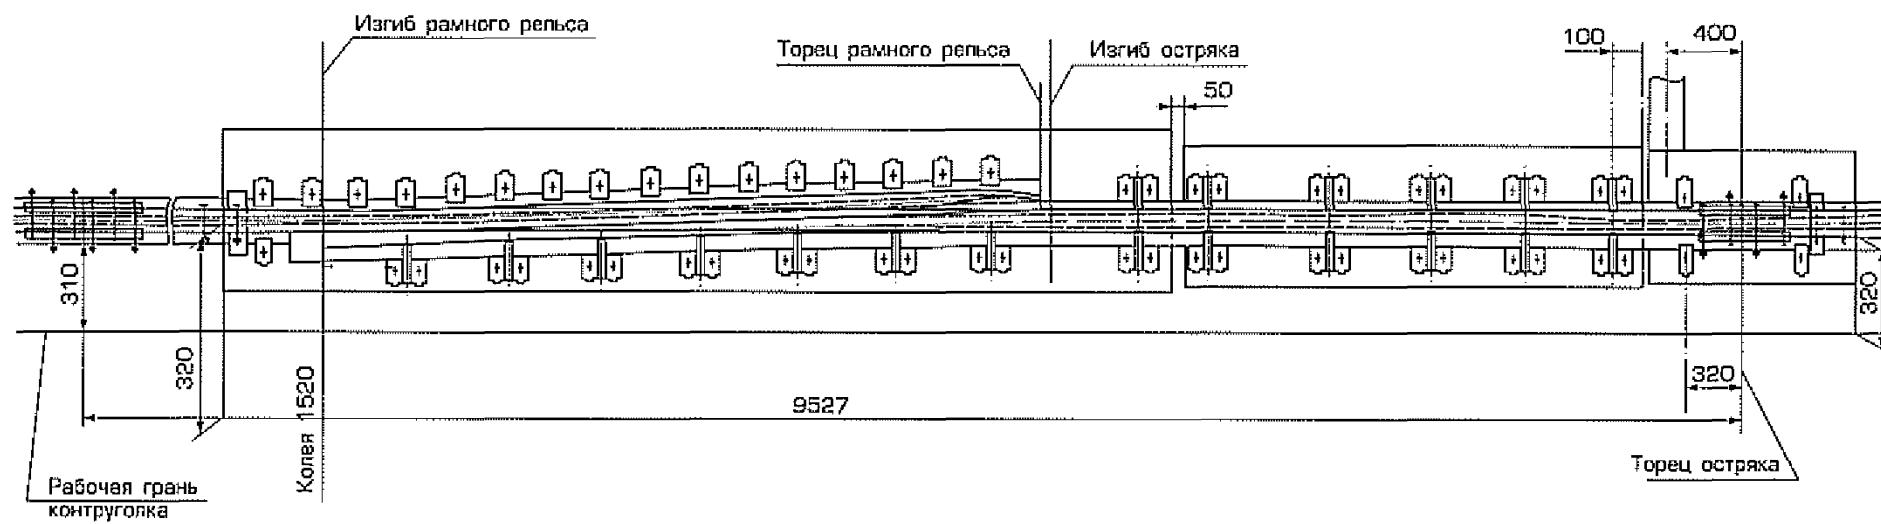 Изгиб рамного рельса
Торец рамного рельса
Изгиб остряка
100
400
50
310
320
Колея 1520
9527
320
320
Рабочая грань
контруголка
Торец остряка